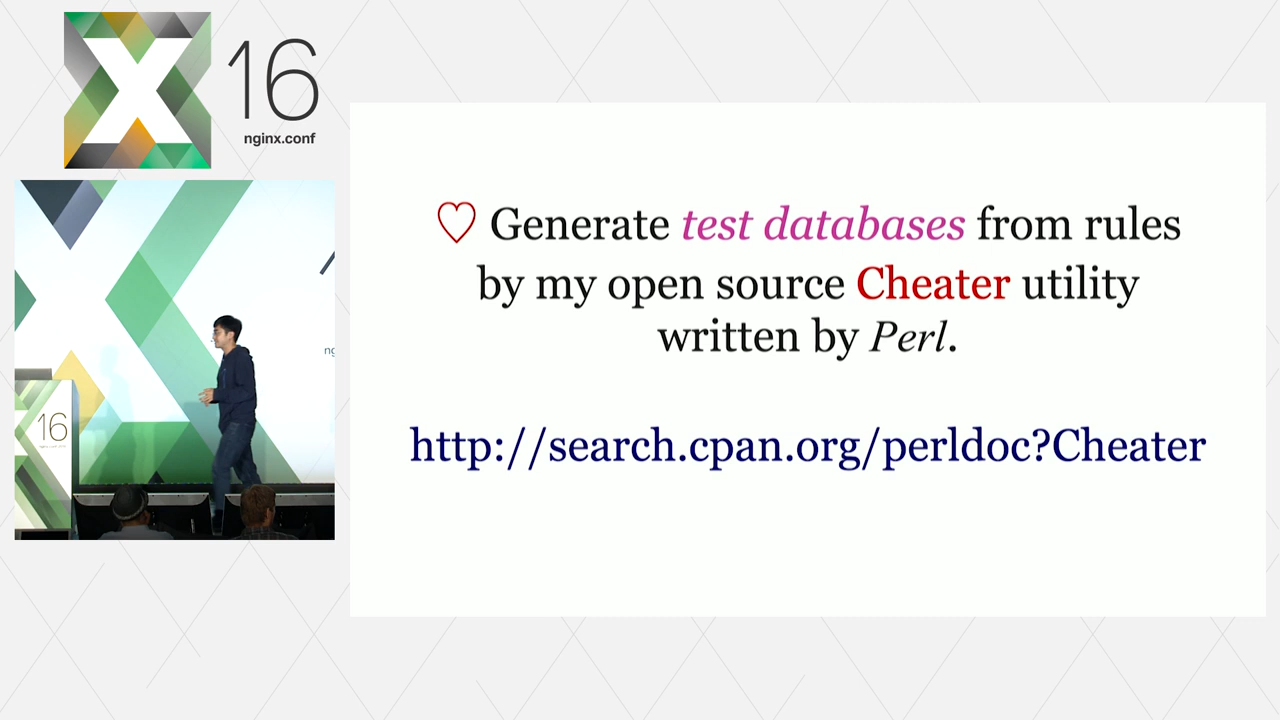 16
nginx.conf
♡ Generate test databases from rules
by my open source Cheater utility
written by Perl.
http://search.cpan.org/perldoc?Cheater
16